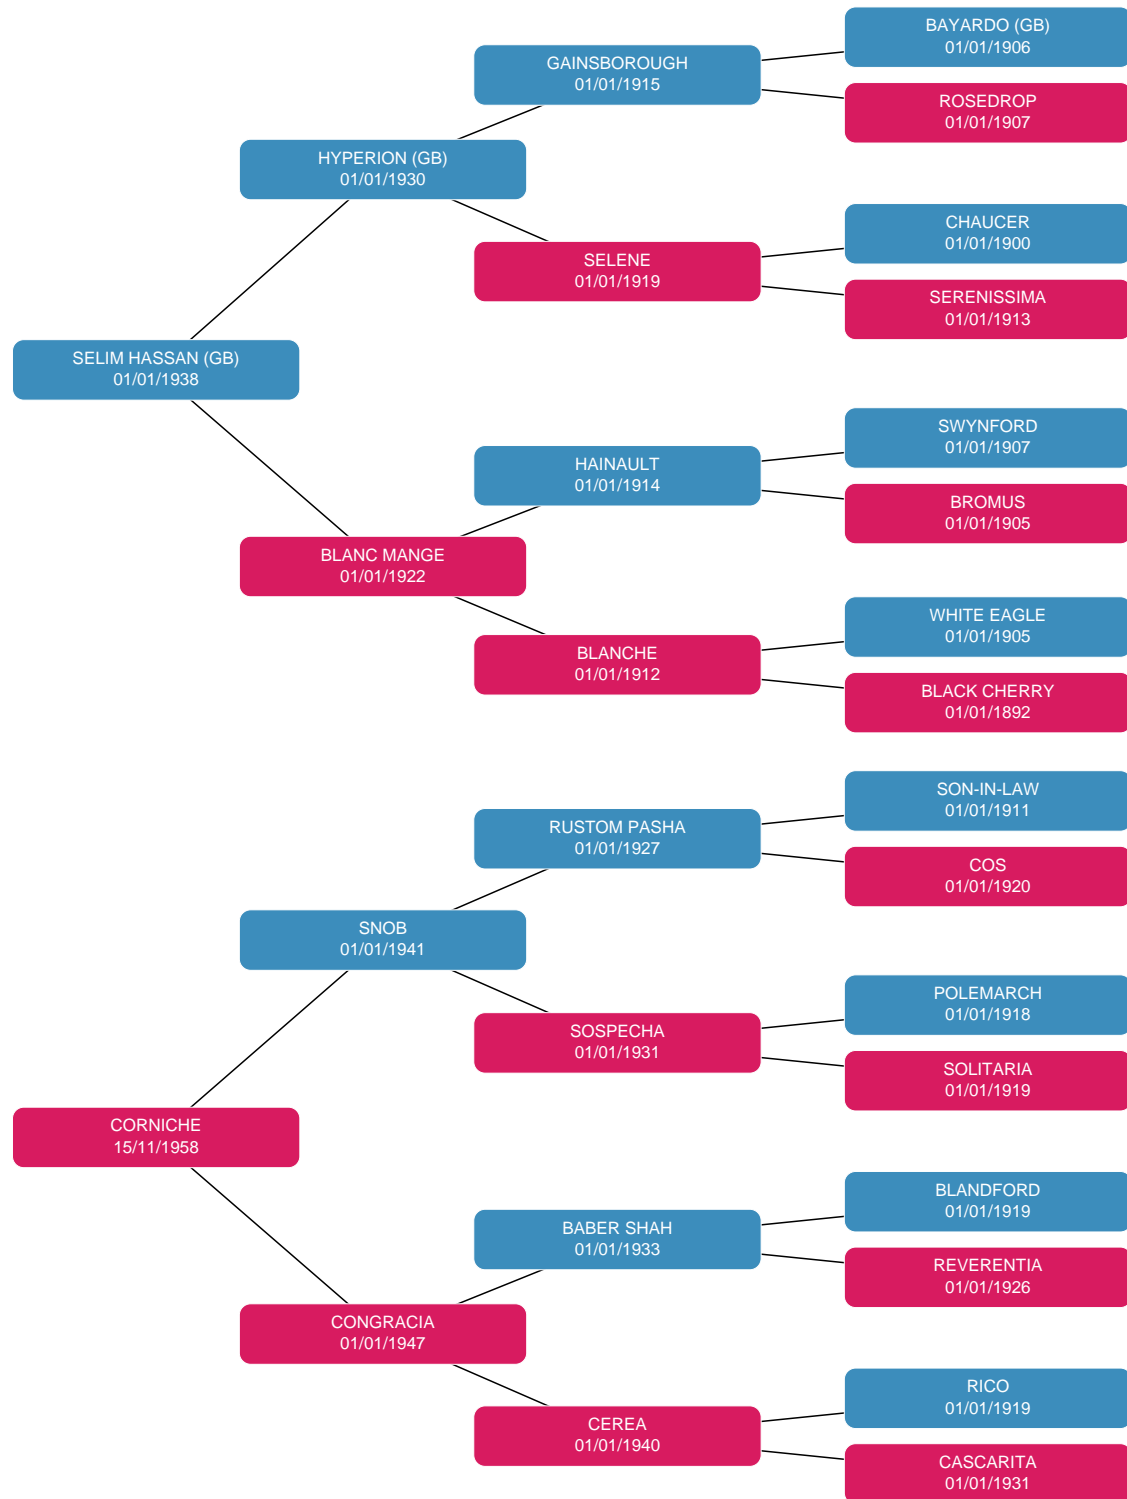 BAYARDO (GB)
01/01/1906
GAINSBOROUGH
01/01/1915
ROSEDROP
01/01/1907
HYPERION (GB)
01/01/1930
CHAUCER
01/01/1900
SELENE
01/01/1919
SERENISSIMA
01/01/1913
SELIM HASSAN (GB)
01/01/1938
SWYNFORD
01/01/1907
HAINAULT
01/01/1914
BROMUS
01/01/1905
BLANC MANGE
01/01/1922
WHITE EAGLE
01/01/1905
BLANCHE
01/01/1912
BLACK CHERRY
01/01/1892
SON-IN-LAW
01/01/1911
RUSTOM PASHA
01/01/1927
COS
01/01/1920
SNOB
01/01/1941
POLEMARCH
01/01/1918
SOSPECHA
01/01/1931
SOLITARIA
01/01/1919
CORNICHE
15/11/1958
BLANDFORD
01/01/1919
BABER SHAH
01/01/1933
REVERENTIA
01/01/1926
CONGRACIA
01/01/1947
RICO
01/01/1919
CEREA
01/01/1940
CASCARITA
01/01/1931